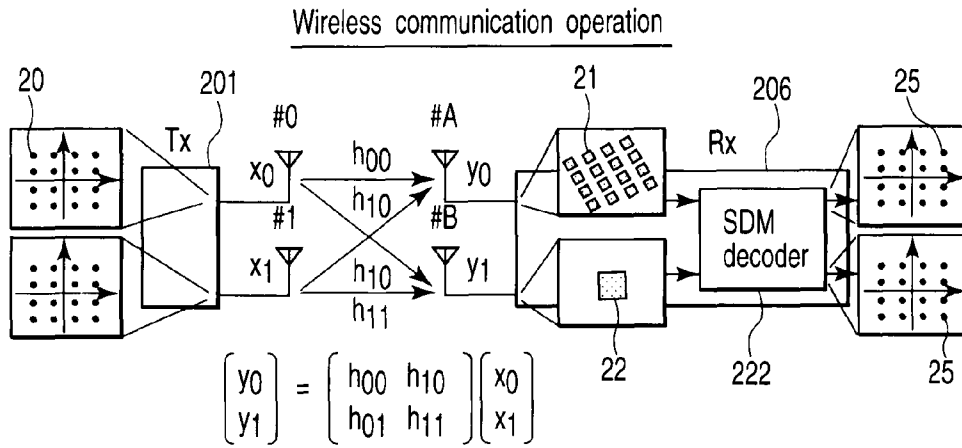 Wireless communication operation
20
201
21
206
25
Tx
#0
#A
Rx
x0
h00
y0
h10
#1
#B
SDM
decoder
x1
h10
y1
h11
22
222
25
y0 = h00 h10 x0
y1 h01 h11 x1